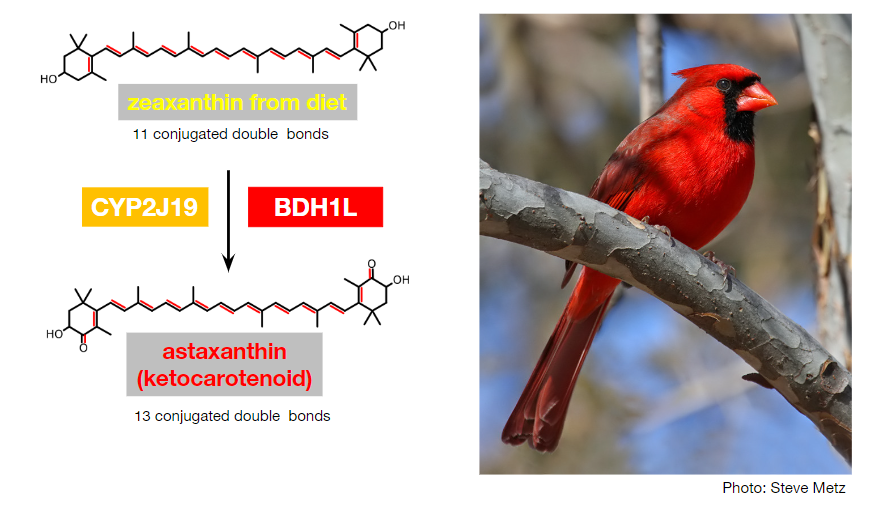 OH
HO
zeaxanthin from diet
11 conjugated double bonds
CYP2J19
BDH1L
O
OH
HO
O
astaxanthin
(ketocarotenoid)
13 conjugated double bonds
Photo: Steve Metz